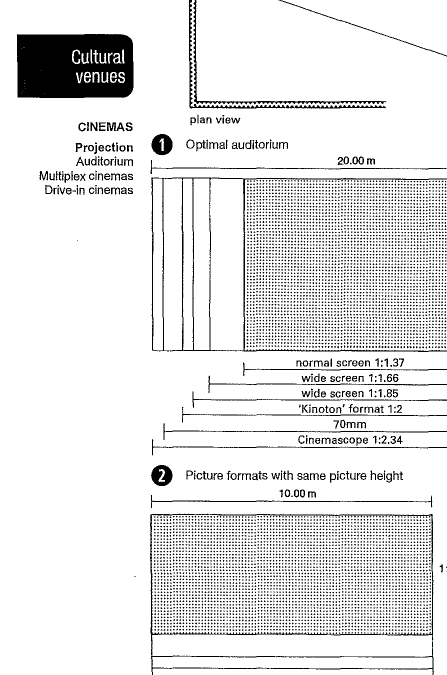 Cultural
venues
plan view
CINEMAS
Projection
Auditorium
Multiplex cinemas
Drive-in cinemas
1 Optimal auditorium
20.00 m
normal screen 1:1.37
wide screen 1:1.66
wide screen 1:1.85
'Kinoton' format 1:2
70mm
Cinemascope 1:2.34
2 Picture formats with same picture height
10.00 m